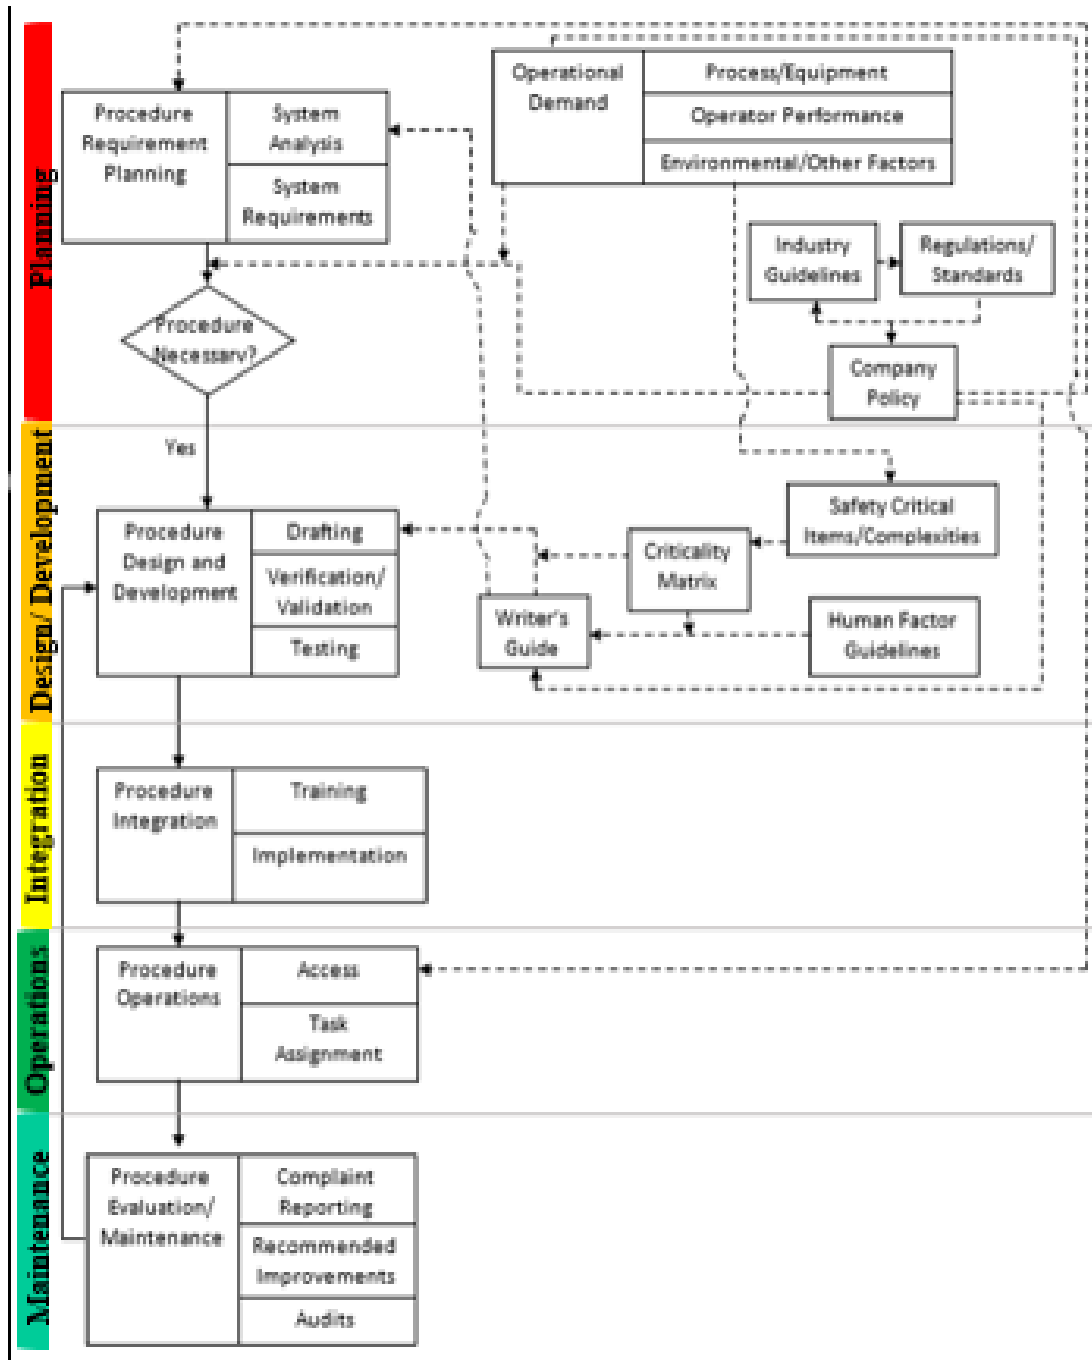 Planning
Procedure
Requirement
Planning
System
Analysis
System
Requirements
Operational
Demand
Process/Equipment
Operator Performance
Environmental/Other Factors
Industry
Guidelines
Regulations/
Standards
Procedure
Necessary?
Company
Policy
Design/ Development
Yes
Procedure
Design and
Development
Drafting
Verification/
Validation
Testing
Safety Critical
Items/Complexities
Criticality
Matrix
Writer's
Guide
Human Factor
Guidelines
Integration
Procedure
Integration
Training
Implementation
Operations
Procedure
Operations
Access
Task
Assignment
Maintenance
Procedure
Evaluation/
Maintenance
Complaint
Reporting
Recommended
Improvements
Audits